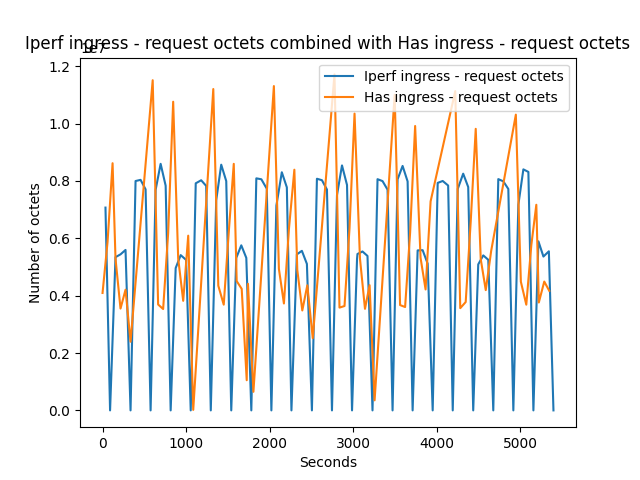 Iperf ingress - request octets combined with Has ingress - request octets
1e7
Iperf ingress - request octets
Has ingress - request octets
1.2
1.0
0.8
0.6
0.4
0.2
0.0
Number of octets
0 1000 2000 3000 4000 5000
Seconds